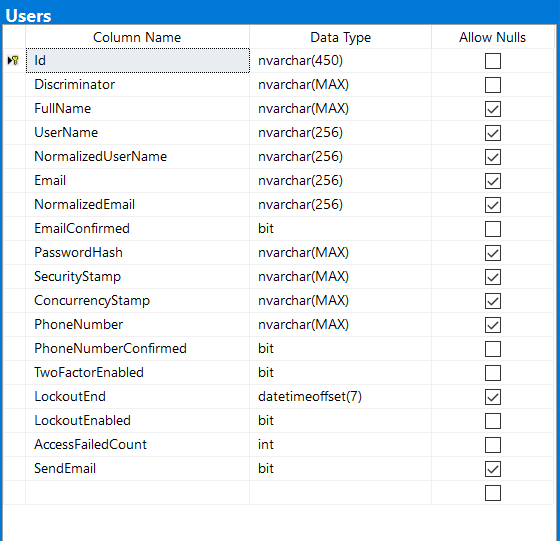 Users
Column Name Data Type Allow Nulls
Id nvarchar(450)
Discriminator nvarchar(MAX)
FullName nvarchar(MAX)
UserName nvarchar(256)
NormalizedUserName nvarchar(256)
Email nvarchar(256)
NormalizedEmail nvarchar(256)
EmailConfirmed bit
PasswordHash nvarchar(MAX)
SecurityStamp nvarchar(MAX)
ConcurrencyStamp nvarchar(MAX)
PhoneNumber nvarchar(MAX)
PhoneNumberConfirmed bit
TwoFactorEnabled bit
LockoutEnd datetimeoffset(7)
LockoutEnabled bit
AccessFailedCount int
SendEmail bit